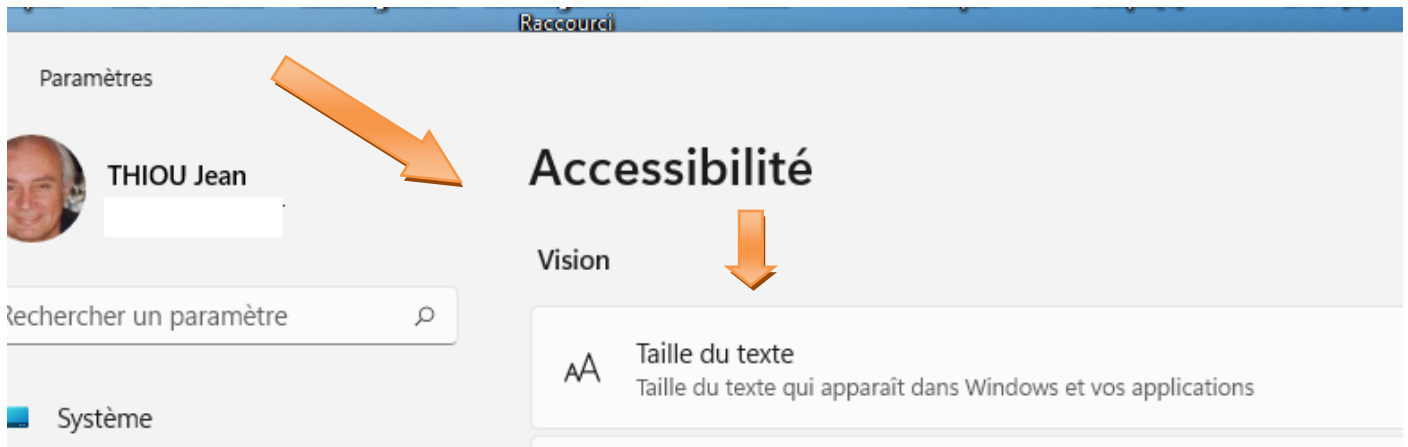 Raccourci
Paramètres
THIOU Jean
Accessibilité
Vision
Rechercher un paramètre
Taille du texte
Taille du texte qui apparaît dans Windows et vos applications
Système